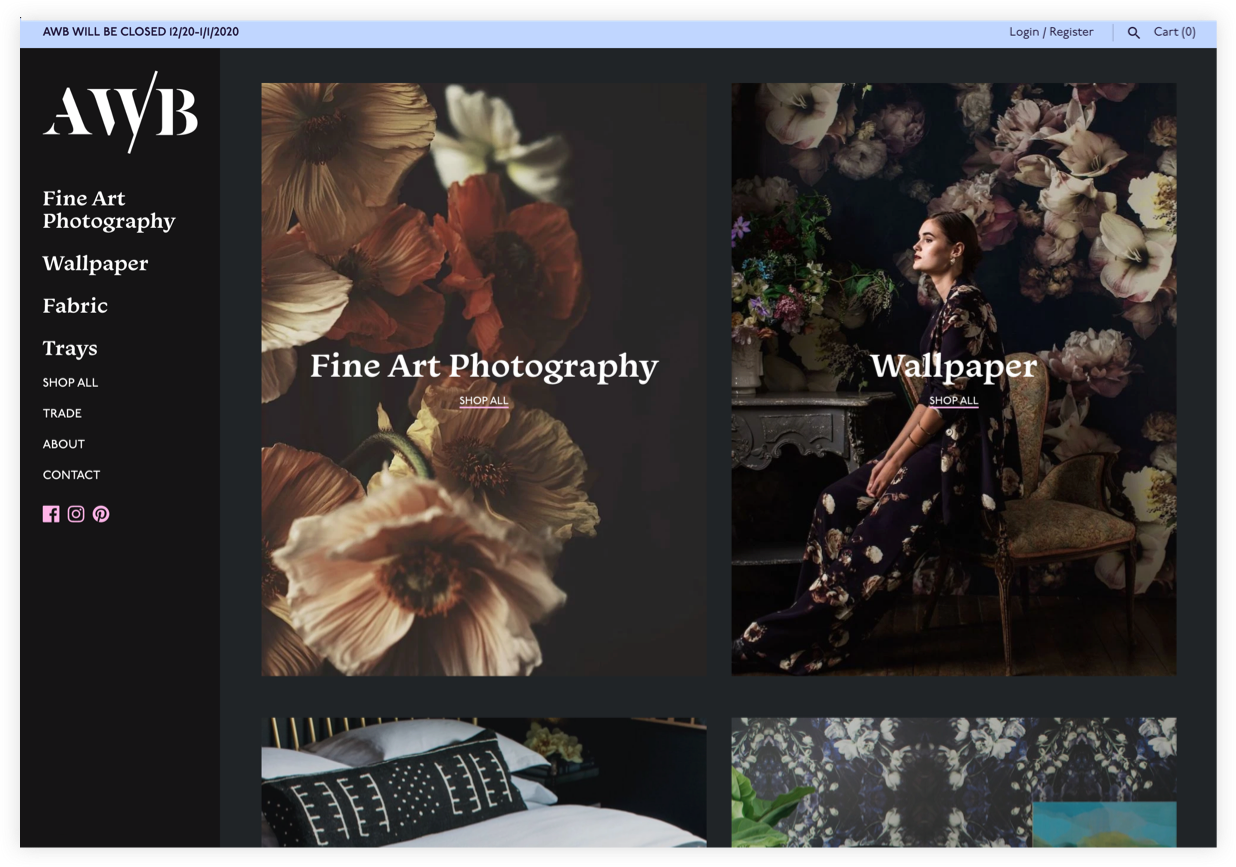 AWB WILL BE CLOSED 12/20-1/1/2020
Login / Register
Cart (0)
AWB
Fine Art
Photography
Wallpaper
Fabric
Trays
SHOP ALL
TRADE
ABOUT
CONTACT
Fine Art Photography
SHOP ALL
Wallpaper
SHOP ALL